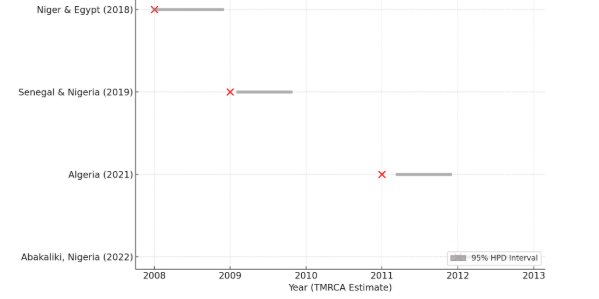 Niger & Egypt (2018)
Senegal & Nigeria (2019)
Algeria (2021)
Abakaliki, Nigeria (2022)
95% HPD Interval
2008 2009 2010 2011 2012 2013
Year (TMRCA Estimate)